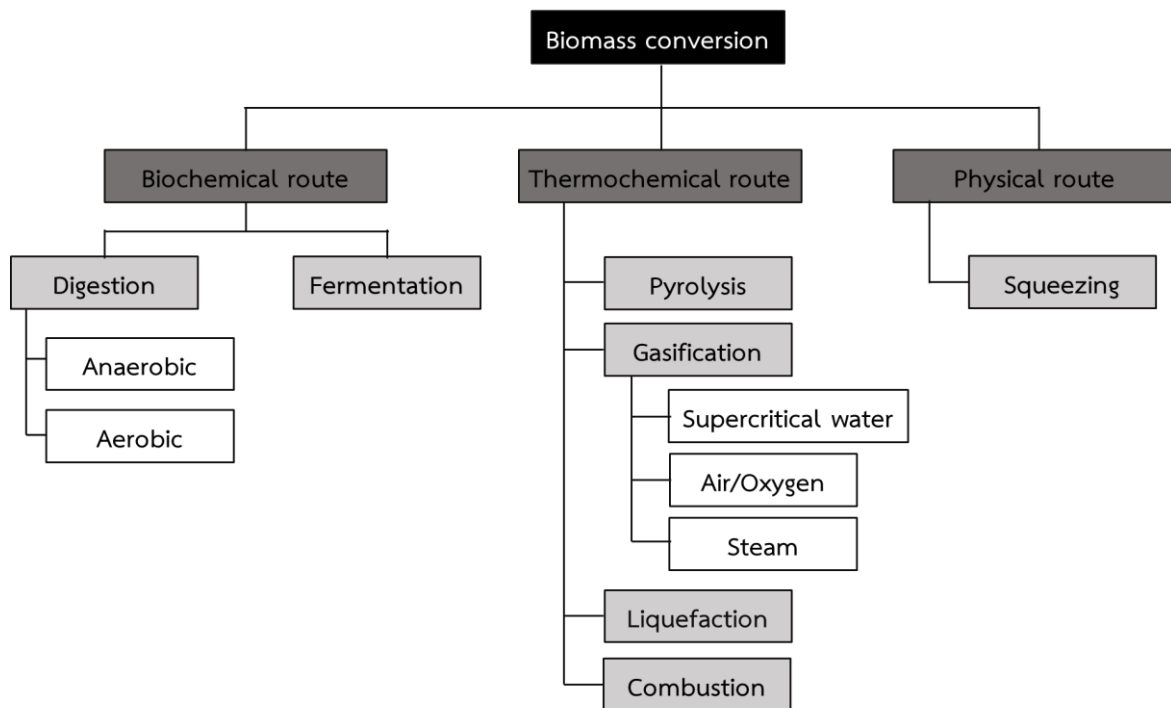 Biomass conversion
Biochemical route
Thermochemical route
Physical route
Digestion
Fermentation
Pyrolysis
Squeezing
Anaerobic
Gasification
Aerobic
Supercritical water
Air/Oxygen
Steam
Liquefaction
Combustion